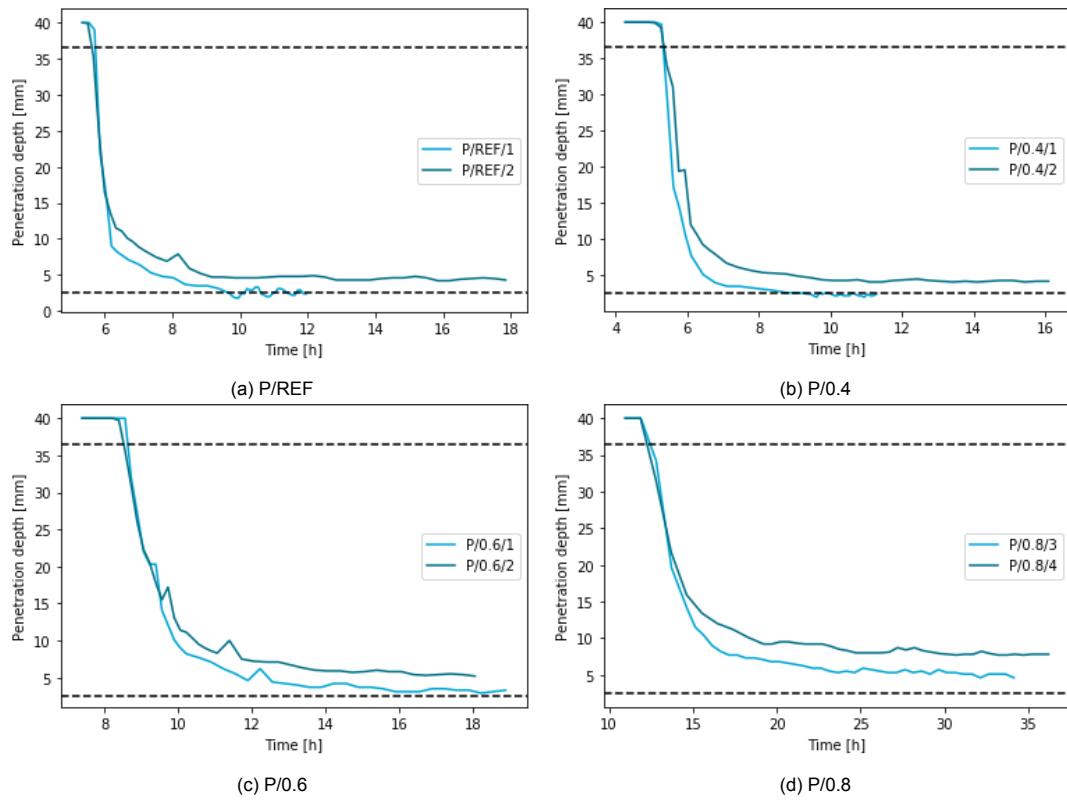 40
35
30
25
20
15
10
5
0
Penetration depth [mm]
P/REF/1
P/REF/2
6 8 10 12 14 16 18
Time [h]
(a) P/REF
40
35
30
25
20
15
10
5
Penetration depth [mm]
P/0.4/1
P/0.4/2
4 6 8 10 12 14 16
Time [h]
(b) P/0.4
40
35
30
25
20
15
10
5
Penetration depth [mm]
P/0.6/1
P/0.6/2
8 10 12 14 16 18
Time [h]
(c) P/0.6
40
35
30
25
20
15
10
5
Penetration depth [mm]
P/0.8/3
P/0.8/4
10 15 20 25 30 35
Time [h]
(d) P/0.8